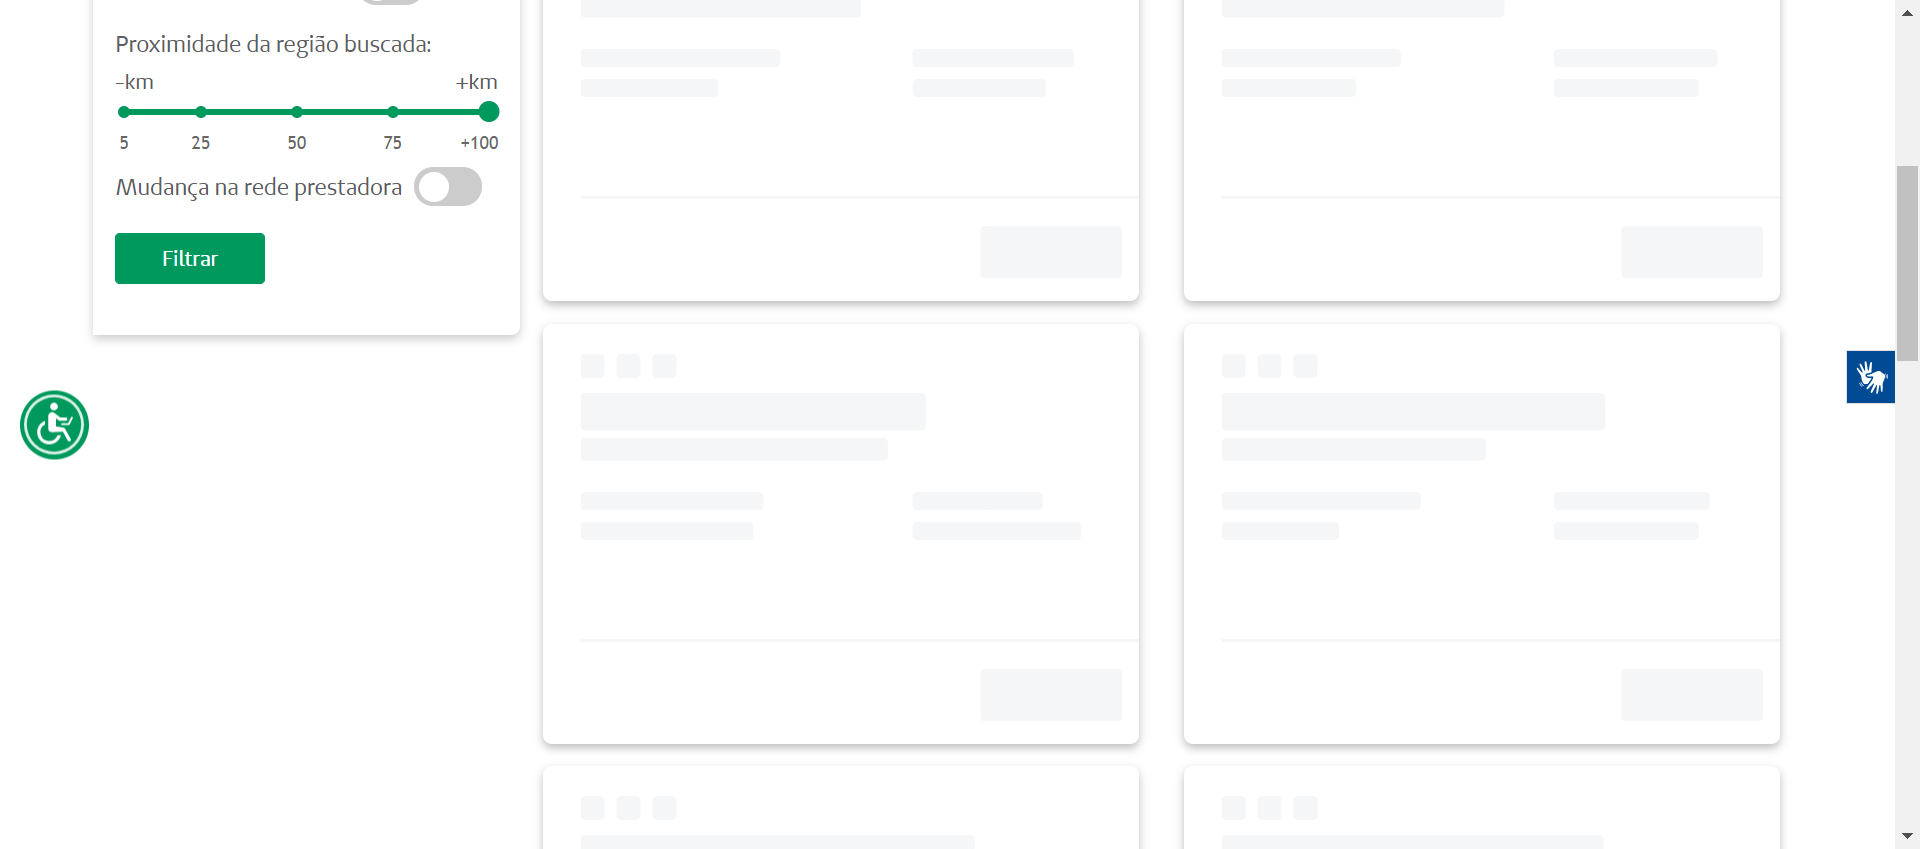 Proximidade da região buscada:
-km +km
5 25 50 75 +100
Mudança na rede prestadora
Filtrar